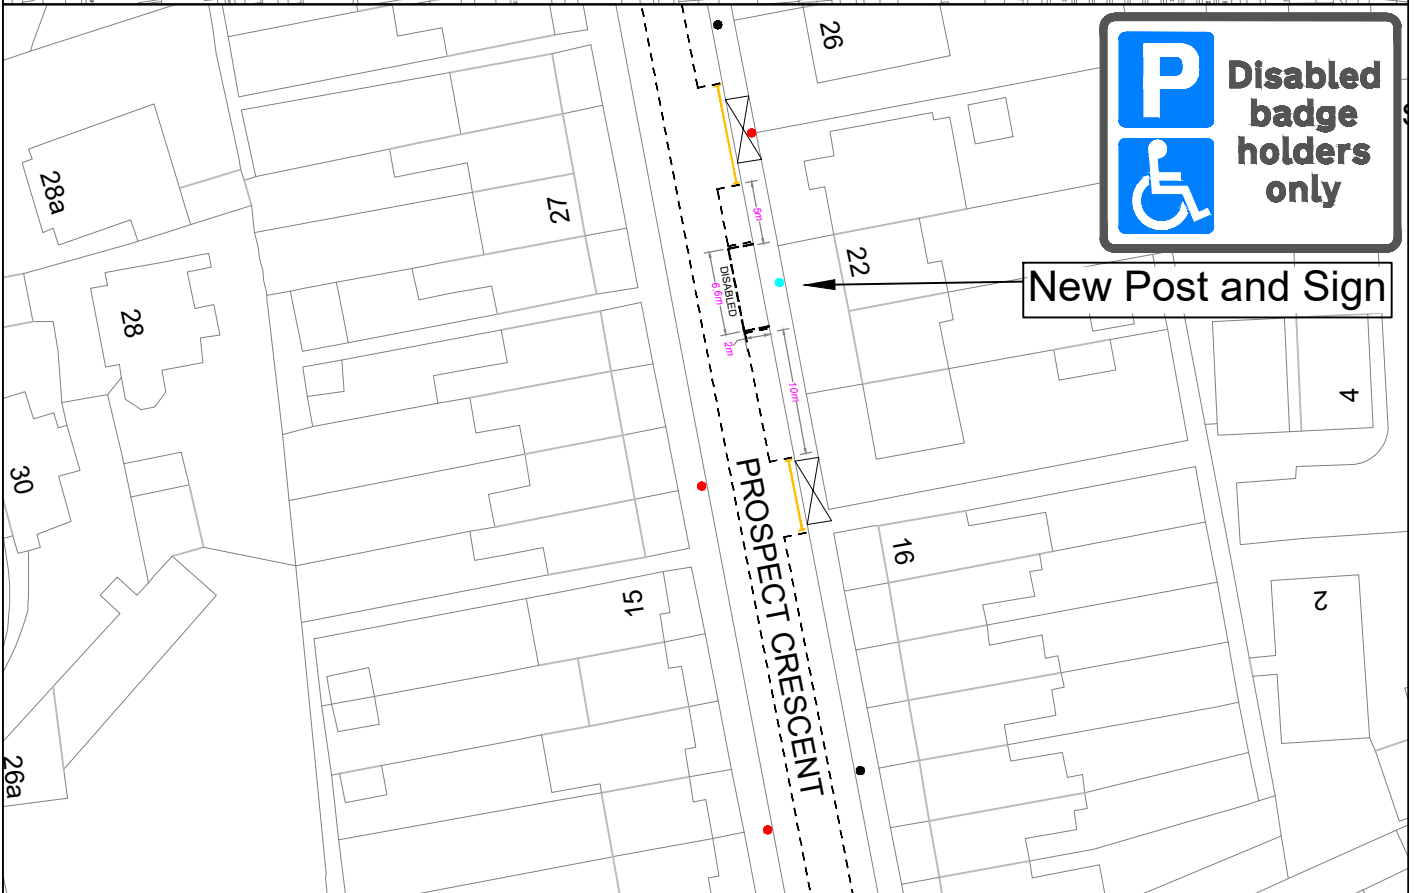 26
P
Disabled
badge
holders
only
28a
27
5m
22
New Post and Sign
DISABLED
6.6m
28
2m
10m
4
30
PROSPECT CRESCENT
16
15
2
26a